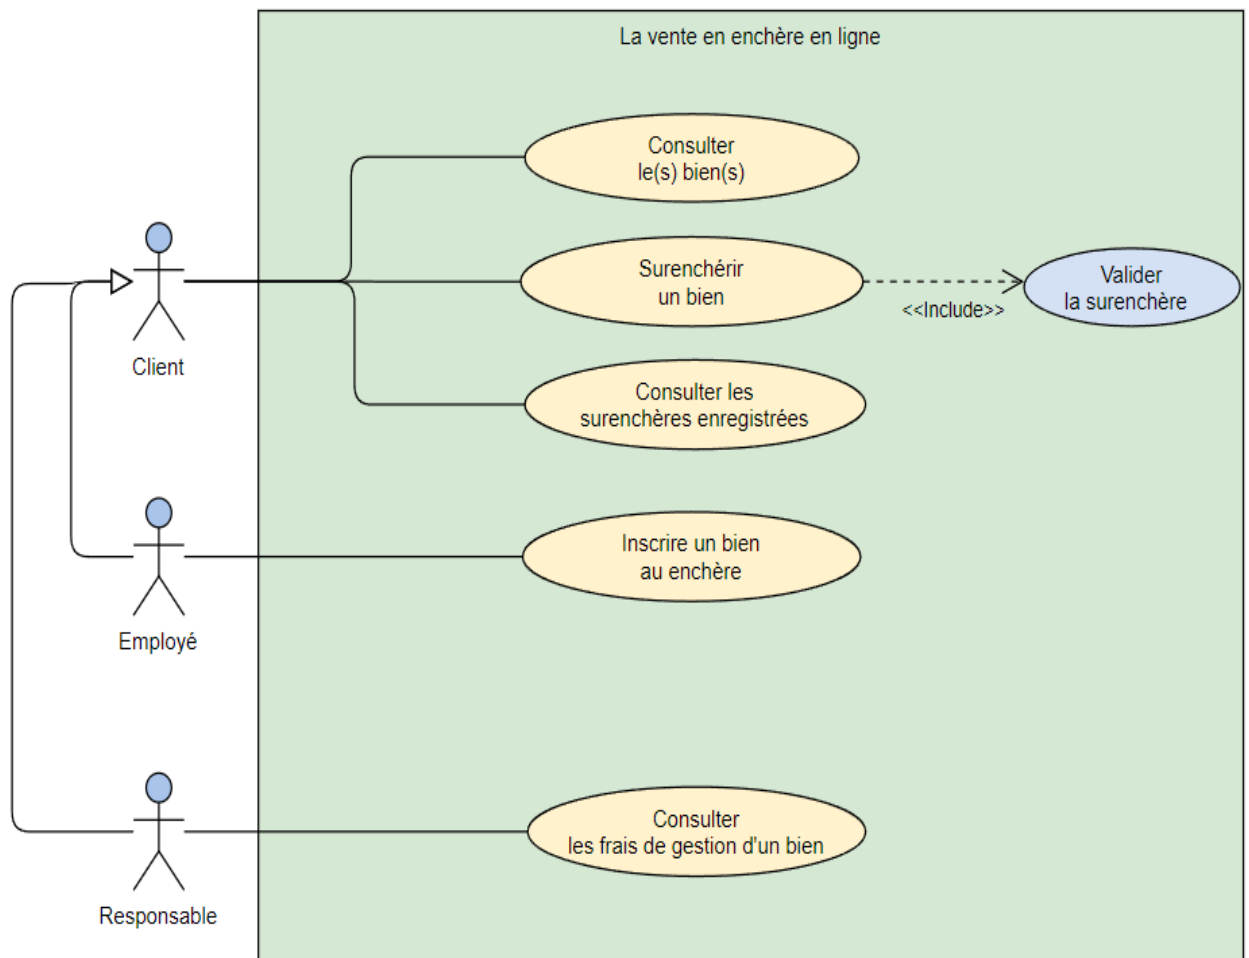 La vente en enchère en ligne
Consulter
le(s) bien(s)
Surenchérir
un bien
<<Include>>
Valider
la surenchère
Client
Consulter les
surenchères enregistrées
Inscrire un bien
au enchère
Employé
Consulter
les frais de gestion d'un bien
Responsable